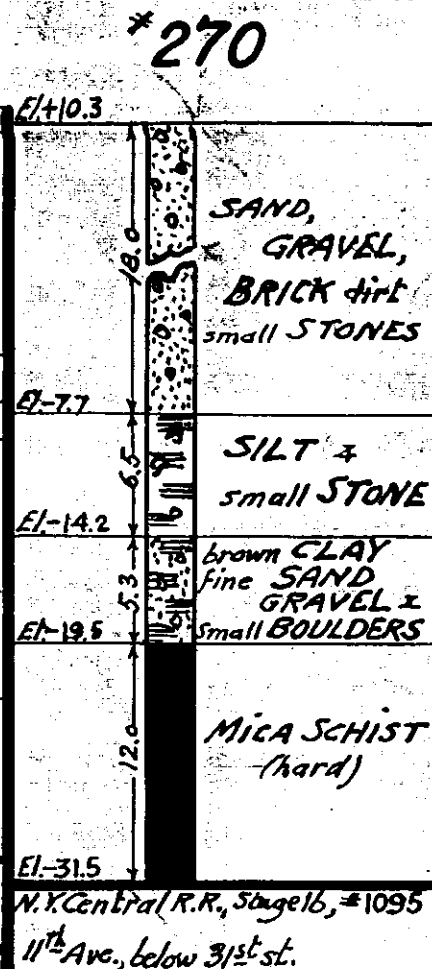 #270
El+10.3
18.0
SAND,
GRAVEL,
BRICK dirt
small STONES
El-7.7
6.5
SILT &
small STONE
El-14.2
5.3
brown CLAY
fine SAND
GRAVEL &
small BOULDERS
El-19.5
12.0
MICA SCHIST
(hard)
El-31.5
N.Y. Central R.R., Stage 1b, #1095
11th Ave., below 31st st.